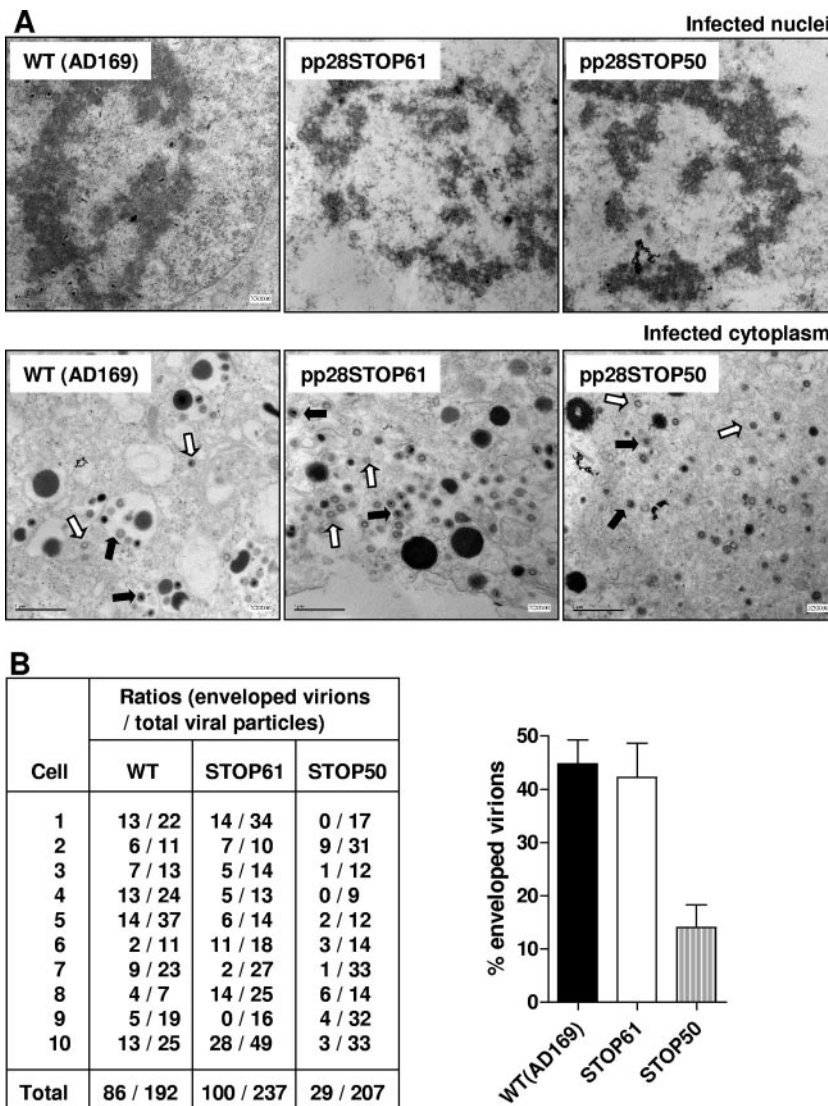 A
Infected nuclei
WT (AD169)
pp28STOP61
pp28STOP50
Infected cytoplasm
WT (AD169)
pp28STOP61
pp28STOP50
B
Ratios (enveloped virions
/ total viral particles)
Cell WT STOP61 STOP50
1 13 / 22 14 / 34 0 / 17
2 6 / 11 7 / 10 9 / 31
3 7 / 13 5 / 14 1 / 12
4 13 / 24 5 / 13 0 / 9
5 14 / 37 6 / 14 2 / 12
6 2 / 11 11 / 18 3 / 14
7 9 / 23 2 / 27 1 / 33
8 4 / 7 14 / 25 6 / 14
9 5 / 19 0 / 16 4 / 32
10 13 / 25 28 / 49 3 / 33
Total 86 / 192 100 / 237 29 / 207
% enveloped virions
50
40
30
20
10
0
WT(AD169)
STOP61
STOP50